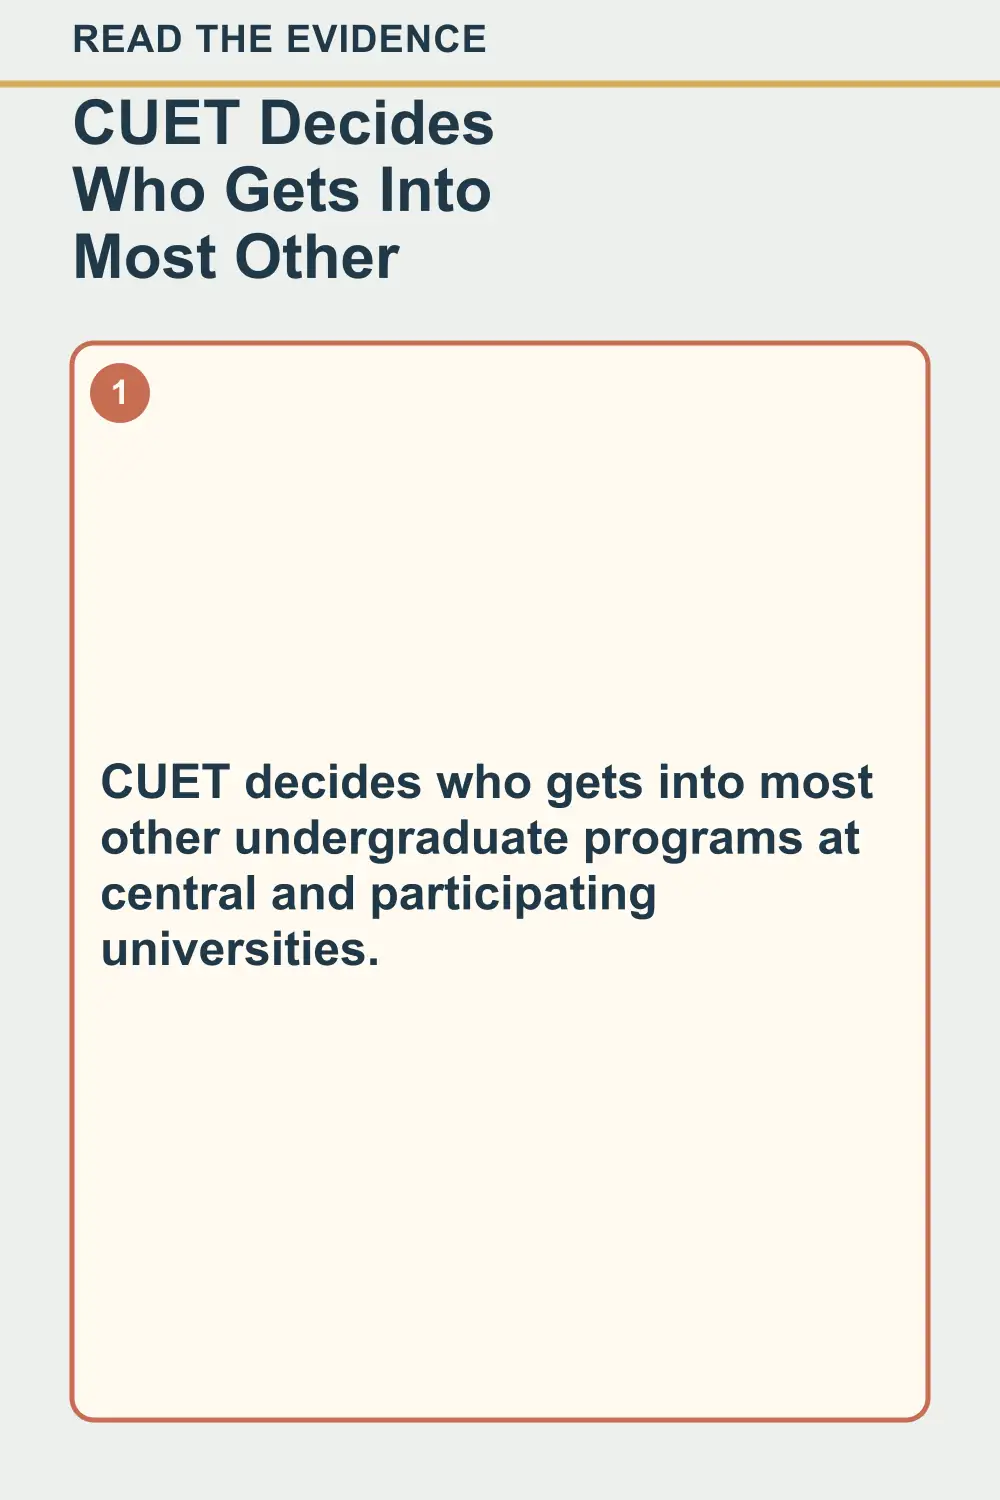 READ THE EVIDENCE
CUET Decides
Who Gets Into
Most Other
1
CUET decides who gets into most
other undergraduate programs at
central and participating
universities.